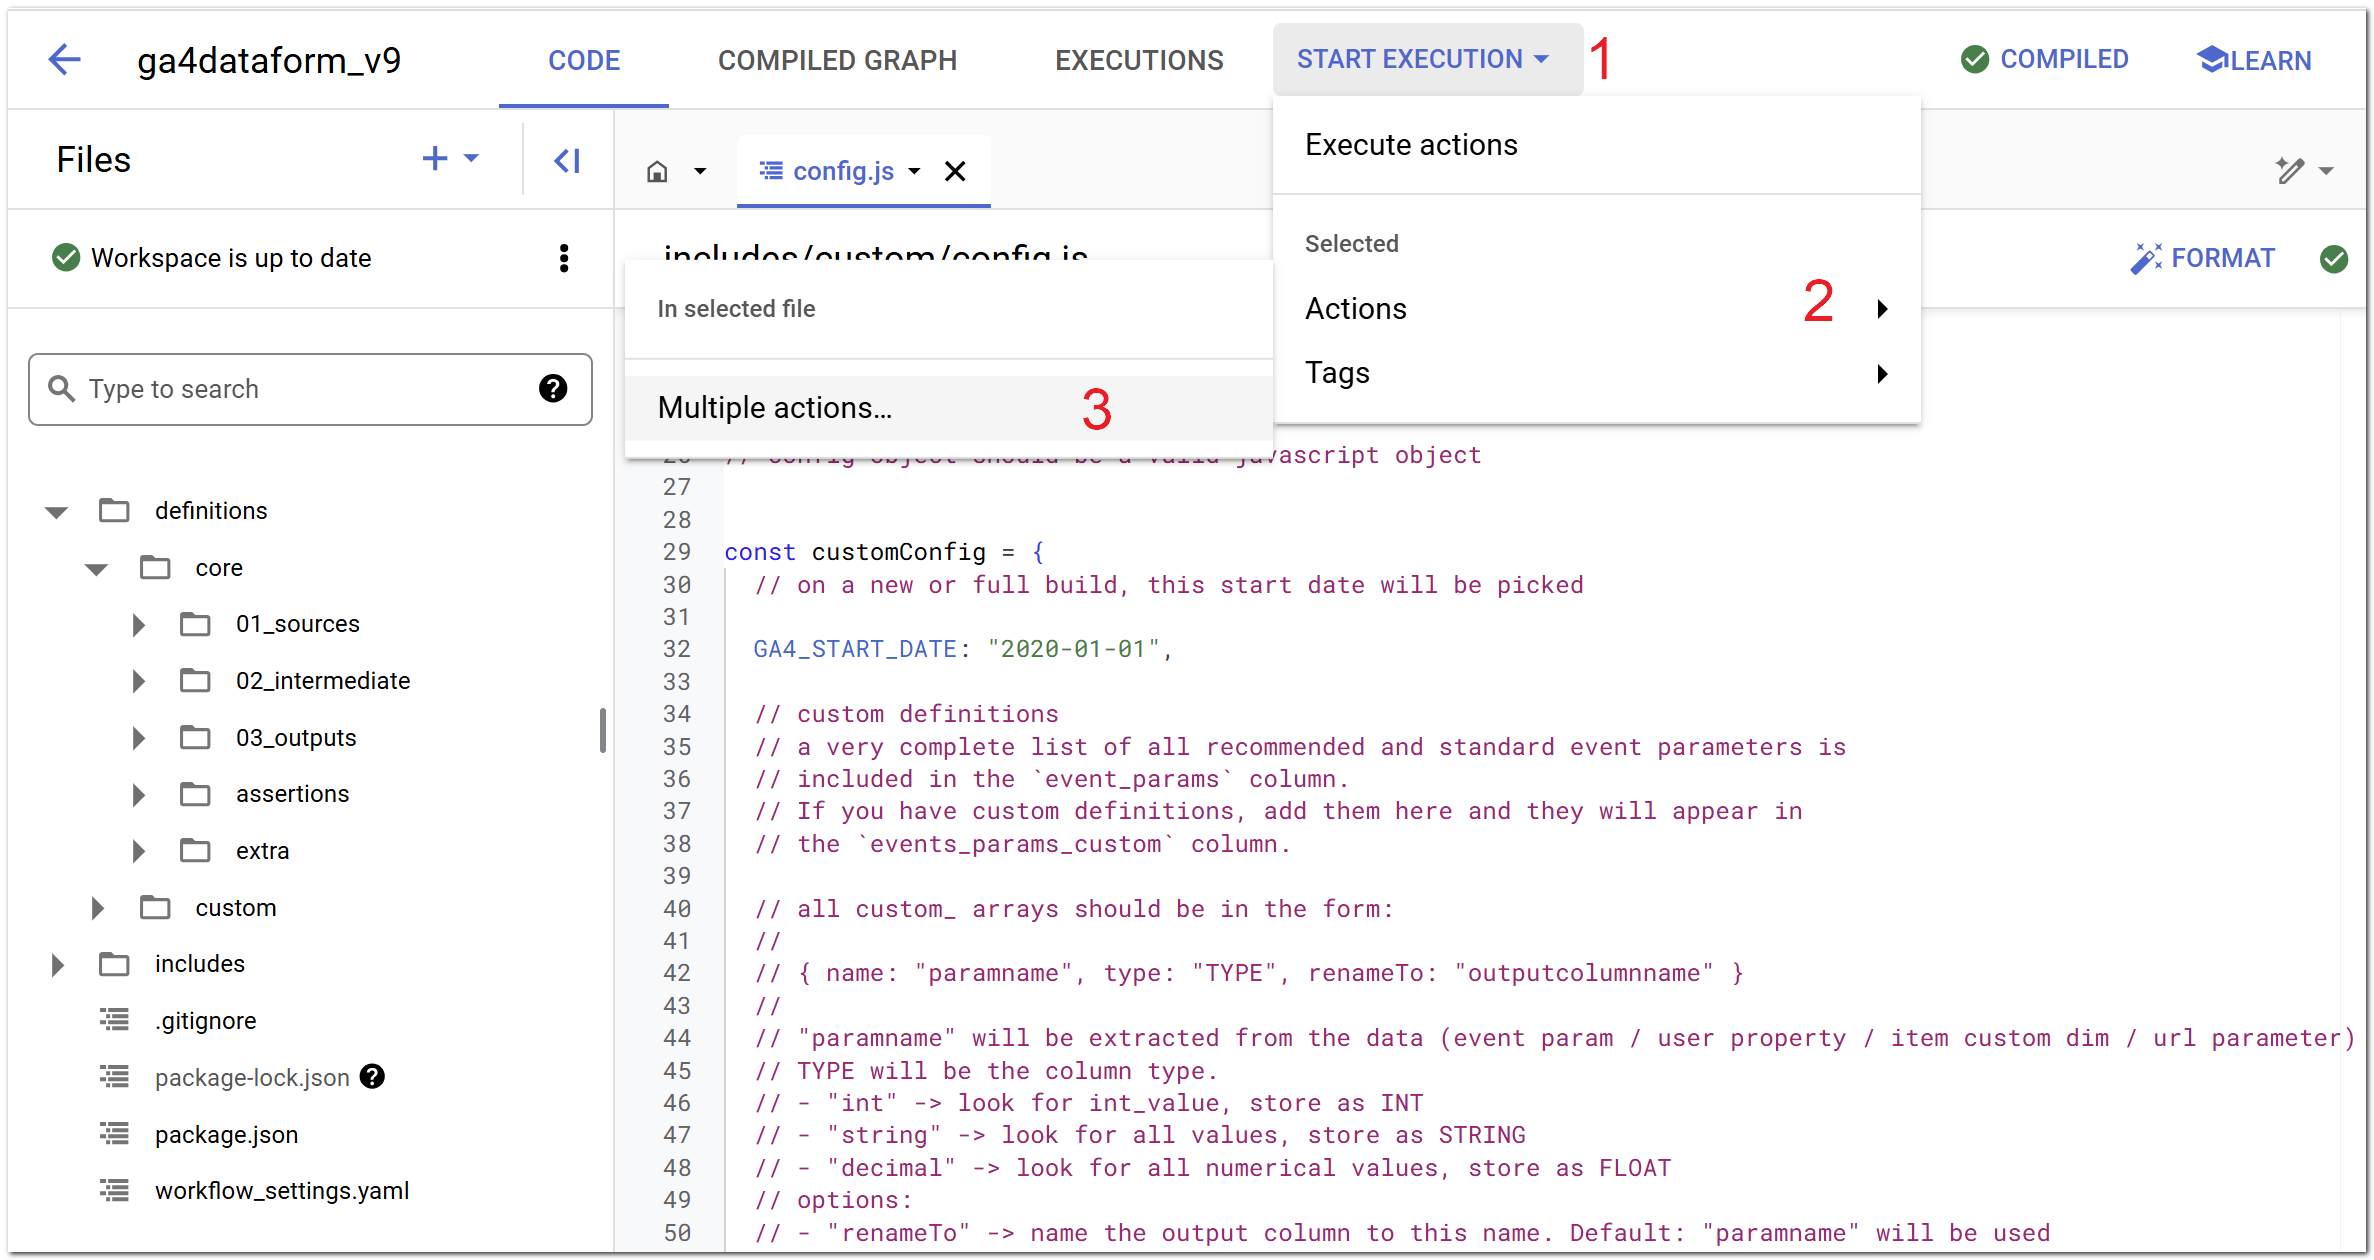 ga4dataform_v9 CODE COMPILED GRAPH EXECUTIONS START EXECUTION 1 COMPILED LEARN
Files
config.js
Execute actions
Workspace is up to date
includes/custom/config.js
Selected
FORMAT
In selected file
Actions 2
Tags
Type to search
Multiple actions... 3
26 // config object should be a valid javascript object
27
28
29 const customConfig = {
30 // on a new or full build, this start date will be picked
31
32 GA4_START_DATE: "2020-01-01",
33
34 // custom definitions
35 // a very complete list of all recommended and standard event parameters is
36 // included in the `event_params` column.
37 // If you have custom definitions, add them here and they will appear in
38 // the `events_params_custom` column.
39
40 // all custom_ arrays should be in the form:
41 //
42 // { name: "paramname", type: "TYPE", renameTo: "outputcolumnname" }
43 //
44 // "paramname" will be extracted from the data (event param / user property / item custom dim / url parameter)
45 // TYPE will be the column type.
46 // - "int" -> look for int_value, store as INT
47 // - "string" -> look for all values, store as STRING
48 // - "decimal" -> look for all numerical values, store as FLOAT
49 // options:
50 // - "renameTo" -> name the output column to this name. Default: "paramname" will be used
definitions
core
01_sources
02_intermediate
03_outputs
assertions
extra
custom
includes
.gitignore
package-lock.json
package.json
workflow_settings.yaml